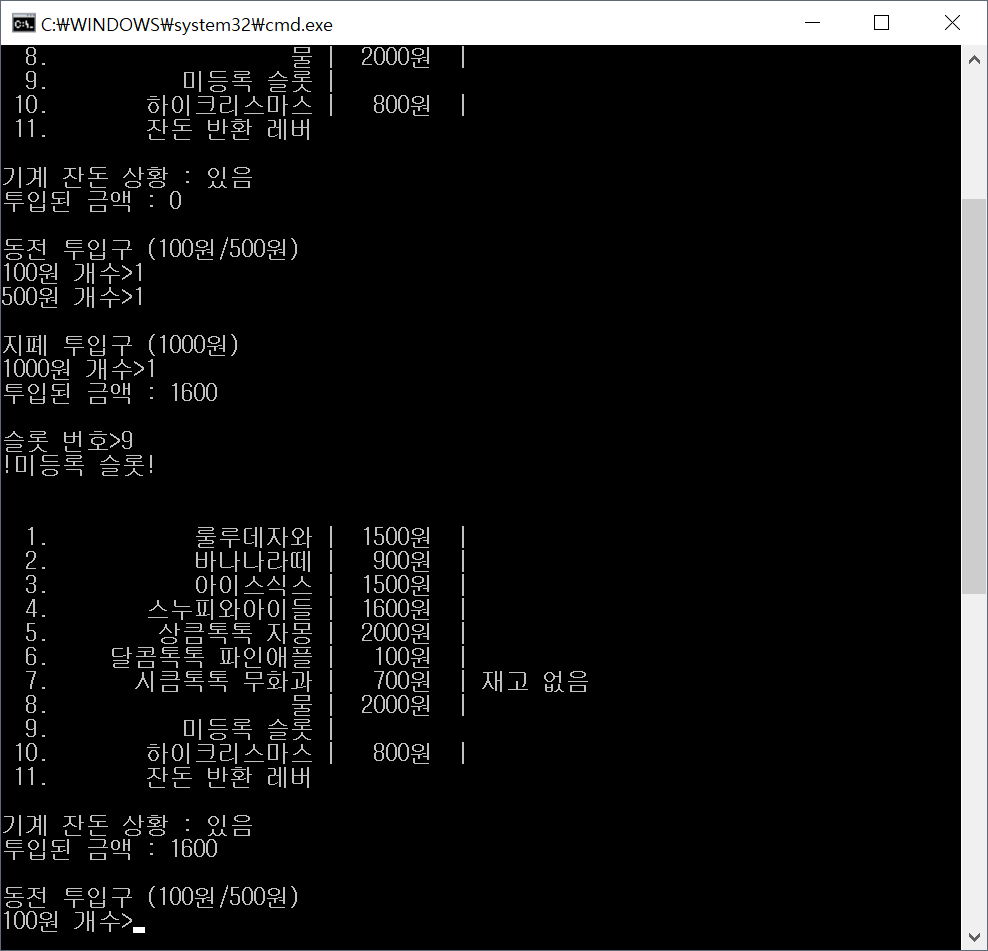 C:₩WINDOWS₩system32₩cmd.exe
8. 물 | 2000원 |
9. 미등록 슬롯 |
10. 하이크리스마스 | 800원 |
11. 잔돈 반환 레버
기계 잔돈 상황 : 있음
투입된 금액 : 0
동전 투입구 (100원/500원)
100원 개수>1
500원 개수>1
지폐 투입구 (1000원)
1000원 개수>1
투입된 금액 : 1600
슬롯 번호>9
!미등록 슬롯!
1. 룰루데자와 | 1500원 |
2. 바나나라떼 | 900원 |
3. 아이스식스 | 1500원 |
4. 스누피와아이들 | 1600원 |
5. 상큼톡톡 자몽 | 2000원 |
6. 달콤톡톡 파인애플 | 100원 |
7. 시큼톡톡 무화과 | 700원 | 재고 없음
8. 물 | 2000원 |
9. 미등록 슬롯 |
10. 하이크리스마스 | 800원 |
11. 잔돈 반환 레버
기계 잔돈 상황 : 있음
투입된 금액 : 1600
동전 투입구 (100원/500원)
100원 개수>